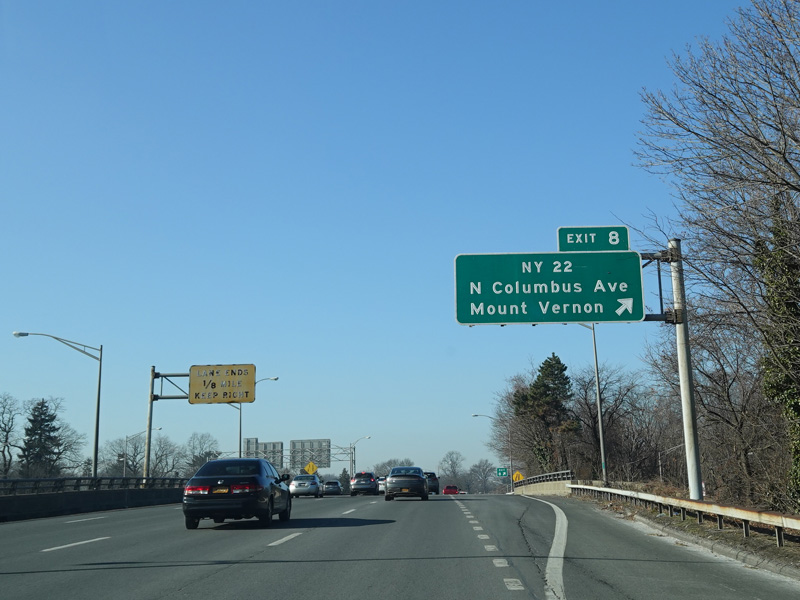 EXIT 8
NY 22
N Columbus Ave
Mount Vernon
LANE ENDS
1/8 MILE
KEEP RIGHT